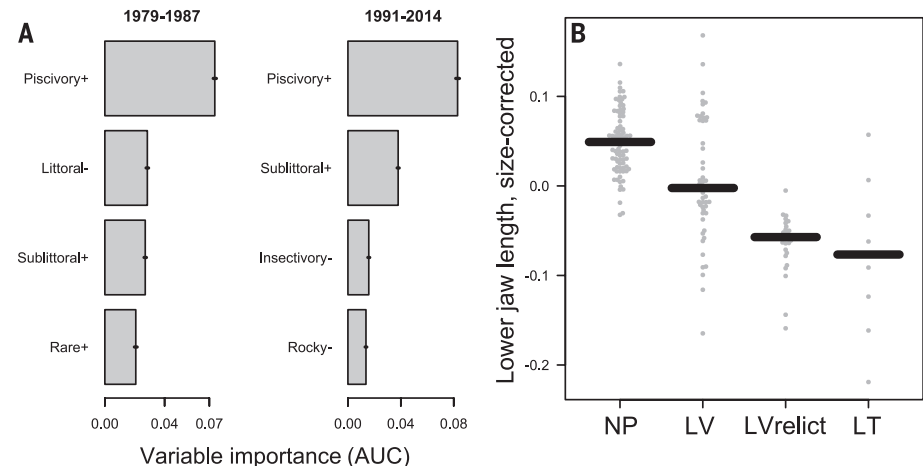 A
1979-1987
1991-2014
Piscivory+
Littoral-
Sublittoral+
Rare+
0.00
0.04
0.07
Piscivory+
Sublittoral+
Insectivory-
Rocky-
0.00
0.04
0.08
Variable importance (AUC)
B
Lower jaw length, size-corrected
0.1
0.0
-0.1
-0.2
NP
LV
LVrelict
LT